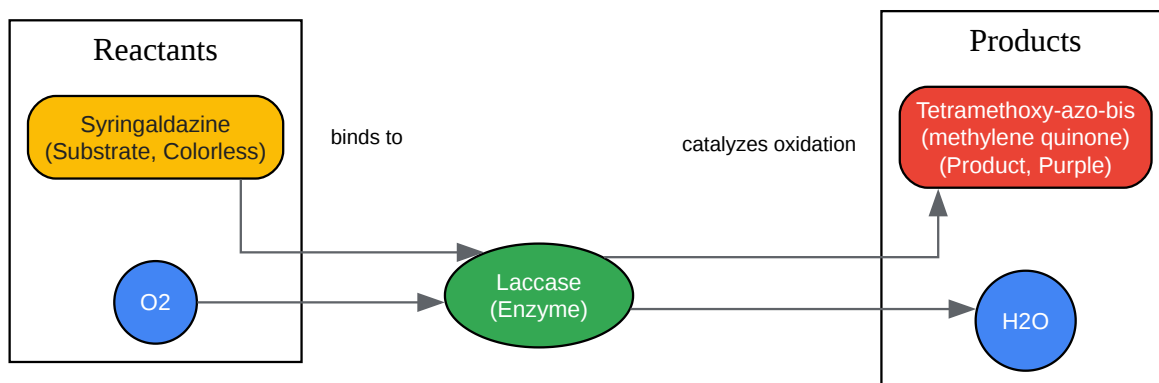 Reactants
Syringaldazine
(Substrate, Colorless)
O2
binds to
Laccase
(Enzyme)
catalyzes oxidation
Products
Tetramethoxy-azo-bis
(methylene quinone)
(Product, Purple)
H2O